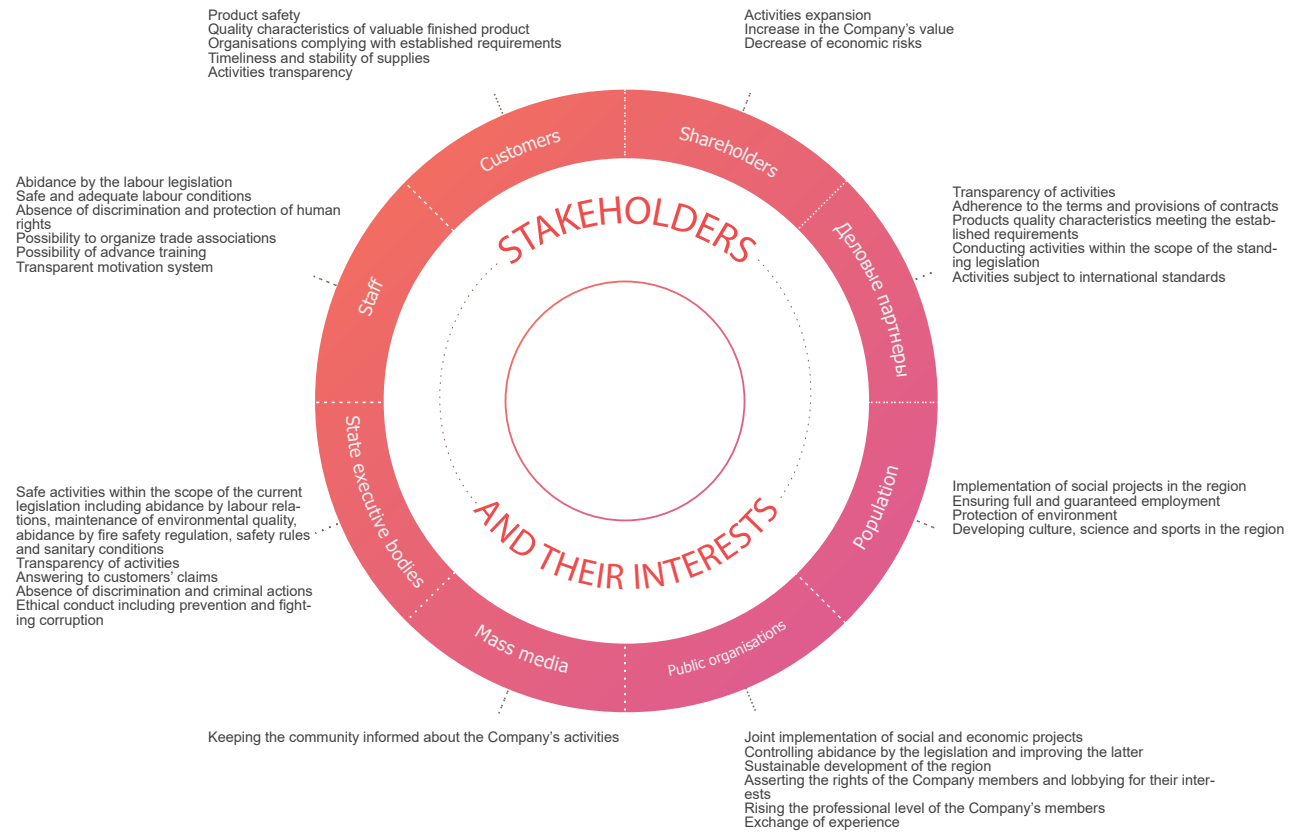 Product safety
Quality characteristics of valuable finished product
Organisations complying with established requirements
Timeliness and stability of supplies
Activities transparency
Activities expansion
Increase in the Company's value
Decrease of economic risks
Customers
Shareholders
Abidance by the labour legislation
Safe and adequate labour conditions
Absence of discrimination and protection of human
rights
Possibility to organize trade associations
Possibility of advance training
Transparent motivation system
Transparency of activities
Adherence to the terms and provisions of contracts
Products quality characteristics meeting the estab-
lished requirements
Conducting activities within the scope of the stand-
ing legislation
Activities subject to international standards
STAKEHOLDERS
Staff
Деловые партнеры
State executive bodies
Population
AND THEIR INTERESTS
Safe activities within the scope of the current
legislation including abidance by labour rela-
tions, maintenance of environmental quality,
abidance by fire safety regulation, safety rules
and sanitary conditions
Transparency of activities
Answering to customers' claims
Absence of discrimination and criminal actions
Ethical conduct including prevention and fight-
ing corruption
Implementation of social projects in the region
Ensuring full and guaranteed employment
Protection of environment
Developing culture, science and sports in the region
Mass media
Public organisations
Keeping the community informed about the Company's activities
Joint implementation of social and economic projects
Controlling abidance by the legislation and improving the latter
Sustainable development of the region
Asserting the rights of the Company members and lobbying for their inter-
ests
Rising the professional level of the Company's members
Exchange of experience